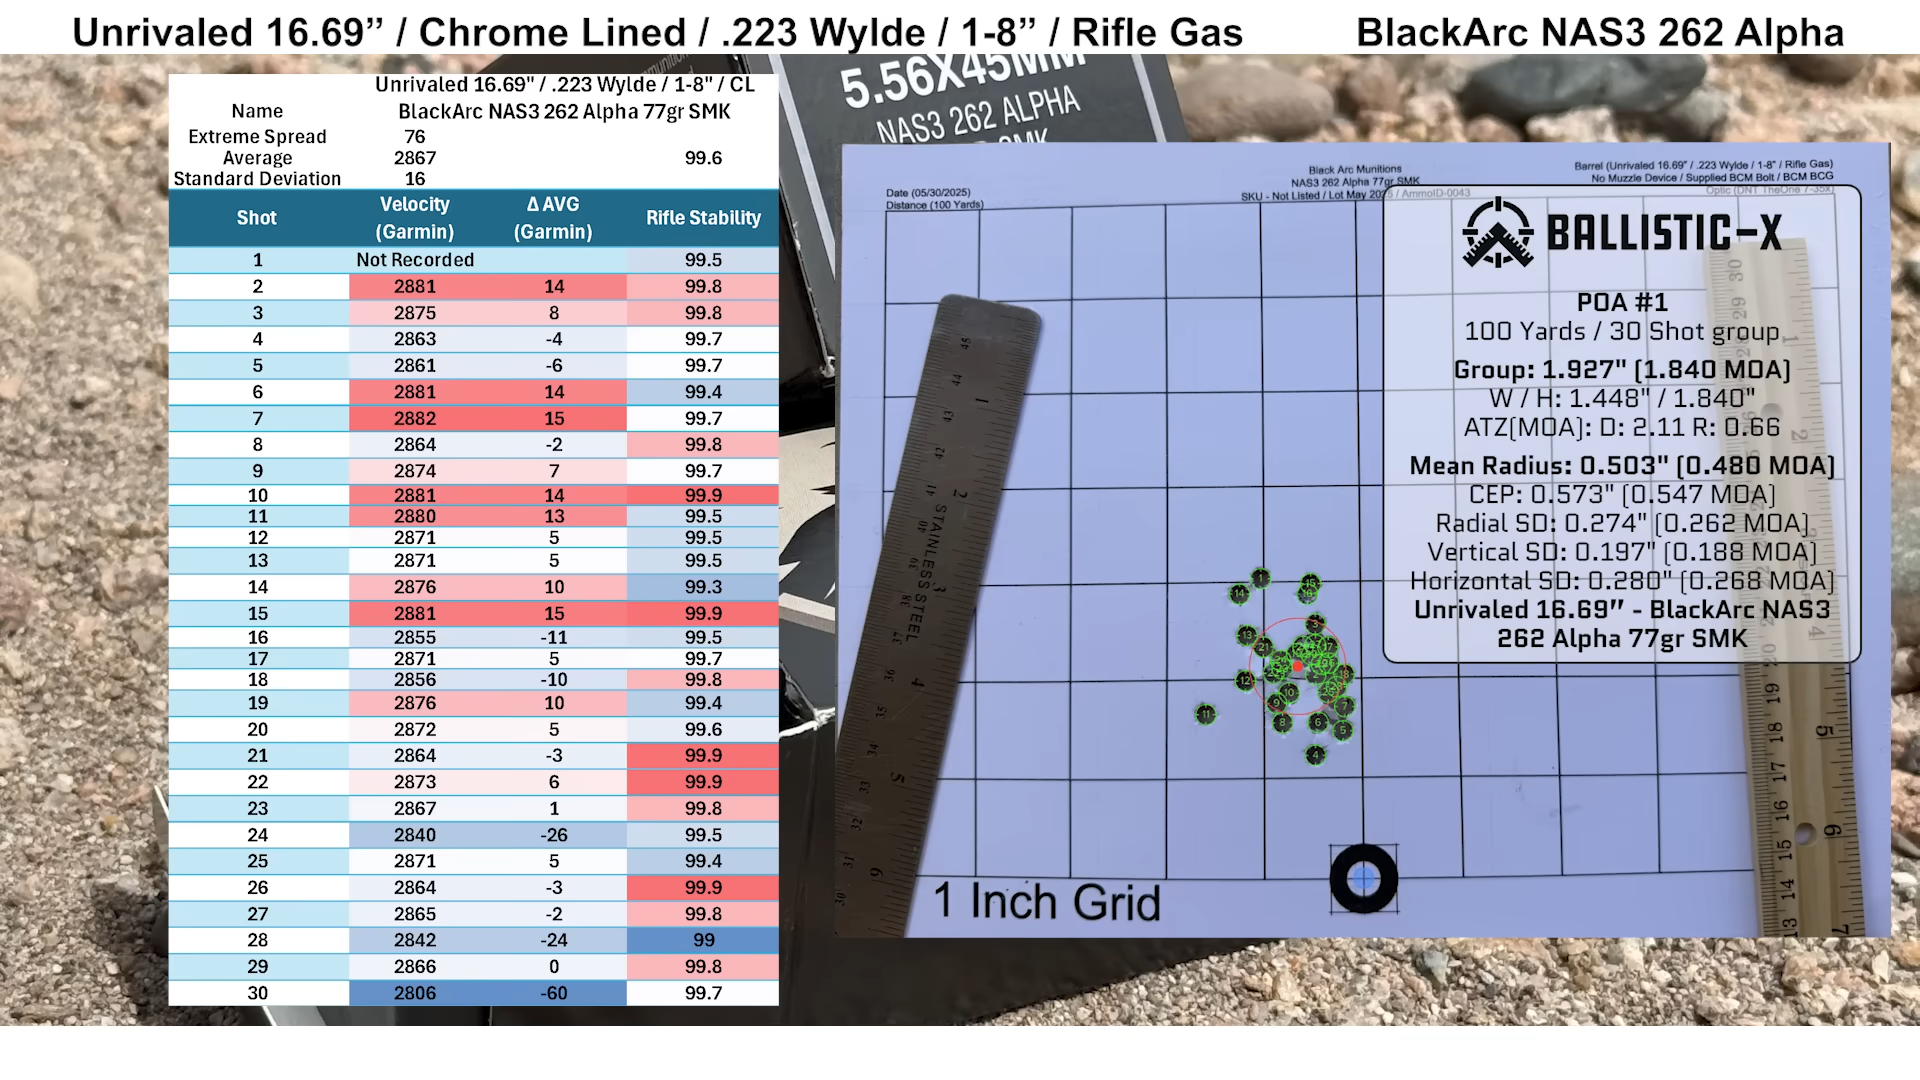 Unrivaled 16.69” / Chrome Lined / .223 Wylde / 1-8” / Rifle Gas
BlackArc NAS3 262 Alpha
Unrivaled 16.69" / .223 Wylde / 1-8" / CL
Name BlackArc NAS3 262 Alpha 77gr SMK
Extreme Spread 76
Average 2867 99.6
Standard Deviation 16
Shot Velocity (Garmin) Δ AVG (Garmin) Rifle Stability
1 Not Recorded 99.5
2 2881 14 99.8
3 2875 8 99.8
4 2863 -4 99.7
5 2861 -6 99.7
6 2881 14 99.4
7 2882 15 99.7
8 2864 -2 99.8
9 2874 7 99.7
10 2881 14 99.9
11 2880 13 99.5
12 2871 5 99.5
13 2871 5 99.5
14 2876 10 99.3
15 2881 15 99.9
16 2855 -11 99.5
17 2871 5 99.7
18 2856 -10 99.8
19 2876 10 99.4
20 2872 5 99.6
21 2864 -3 99.9
22 2873 6 99.9
23 2867 1 99.8
24 2840 -26 99.5
25 2871 5 99.4
26 2864 -3 99.9
27 2865 -2 99.8
28 2842 -24 99
29 2866 0 99.8
30 2806 -60 99.7
5.56X45MM
NAS3 262 ALPHA
SMK
Date (05/30/2025)
Distance (100 Yards)
Black Arc Munitions
NAS3 262 Alpha 77gr SMK
SKU - Not Listed / Lot May 2025 / AmmoID-0043
Barrel (Unrivaled 16.69" / .223 Wylde / 1-8" / Rifle Gas)
No Muzzle Device / Supplied BCM Bolt / BCM BCG
Optic (DNT TheOne 7-35x)
BALLISTIC-X
POA #1
100 Yards / 30 Shot group
Group: 1.927" (1.840 MOA)
W / H: 1.448" / 1.840"
ATZ(MOA): D: 2.11 R: 0.66
Mean Radius: 0.503" (0.480 MOA)
CEP: 0.573" (0.547 MOA)
Radial SD: 0.274" (0.262 MOA)
Vertical SD: 0.197" (0.188 MOA)
Horizontal SD: 0.280" (0.268 MOA)
Unrivaled 16.69″ - BlackArc NAS3
262 Alpha 77gr SMK
STAINLESS STEEL
1 Inch Grid